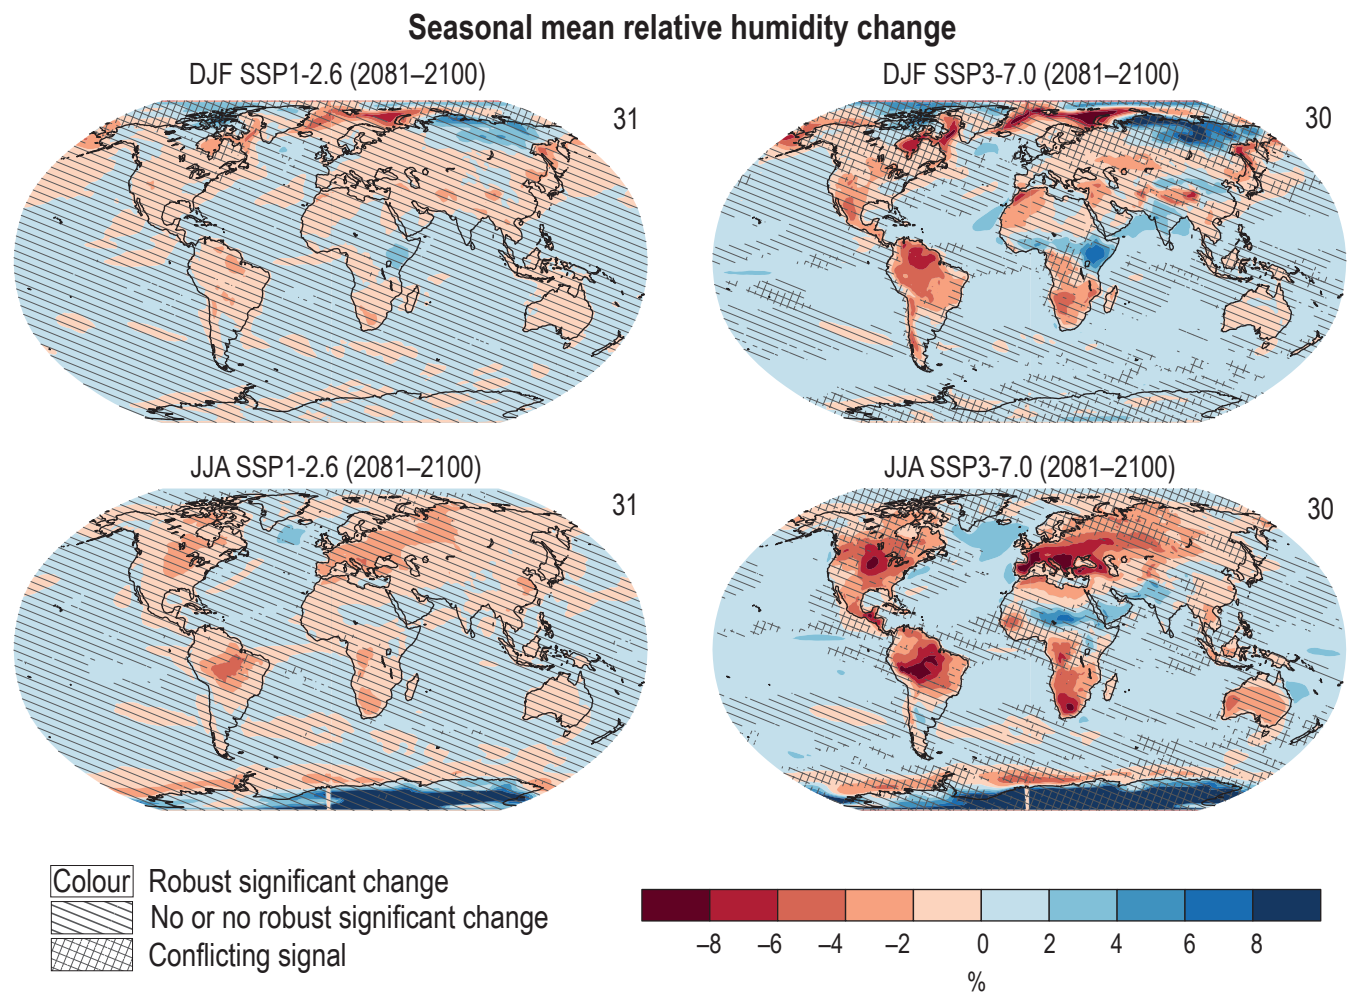 Seasonal mean relative humidity change
DJF SSP1-2.6 (2081–2100)
31
DJF SSP3-7.0 (2081–2100)
30
JJA SSP1-2.6 (2081–2100)
31
JJA SSP3-7.0 (2081–2100)
30
Colour Robust significant change
No or no robust significant change
Conflicting signal
–8 –6 –4 –2 0 2 4 6 8
%